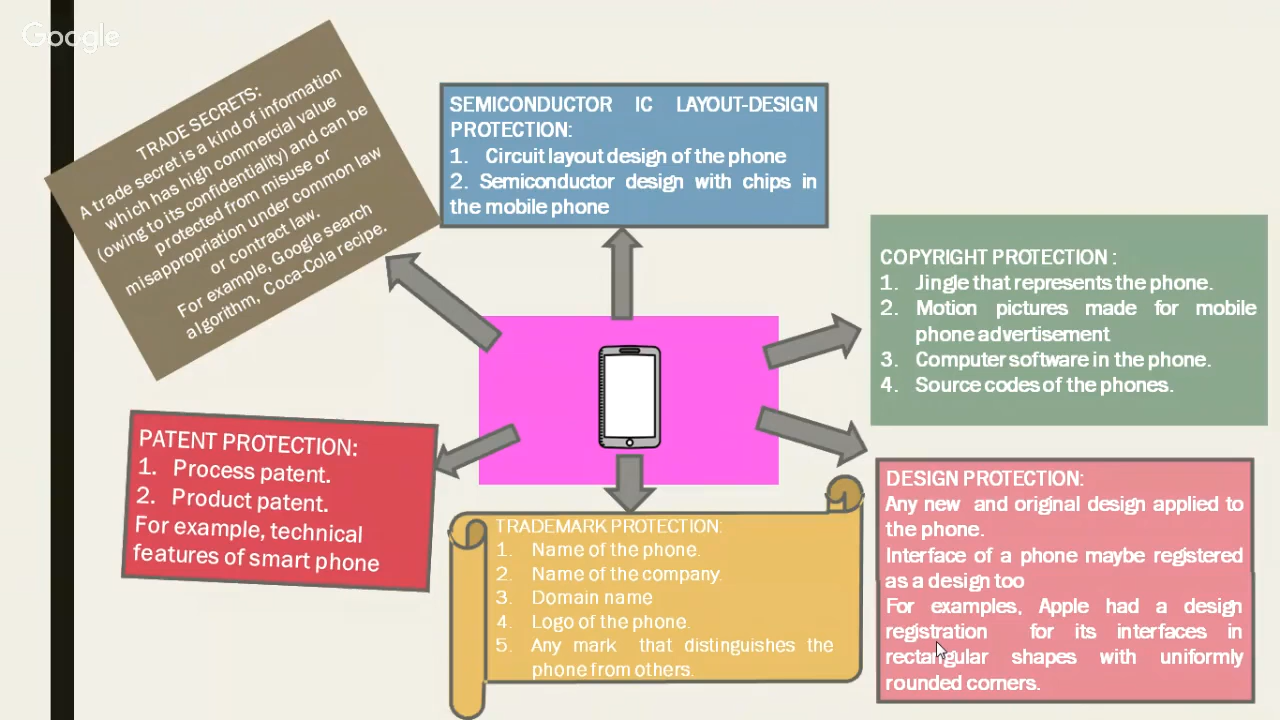 Google
TRADE SECRETS:
A trade secret is a kind of information
which has high commercial value
(owing to its confidentiality) and can be
protected from misuse or
misappropriation under common law
or contract law.
For example, Google search
algorithm, Coca-Cola recipe.
SEMICONDUCTOR IC LAYOUT-DESIGN
PROTECTION:
1. Circuit layout design of the phone
2. Semiconductor design with chips in
the mobile phone
COPYRIGHT PROTECTION :
1. Jingle that represents the phone.
2. Motion pictures made for mobile
phone advertisement
3. Computer software in the phone.
4. Source codes of the phones.
PATENT PROTECTION:
1. Process patent.
2. Product patent.
For example, technical
features of smart phone
TRADEMARK PROTECTION:
1. Name of the phone.
2. Name of the company.
3. Domain name
4. Logo of the phone.
5. Any mark that distinguishes the
phone from others.
DESIGN PROTECTION:
Any new and original design applied to
the phone.
Interface of a phone maybe registered
as a design too
For examples, Apple had a design
registration for its interfaces in
rectangular shapes with uniformly
rounded corners.